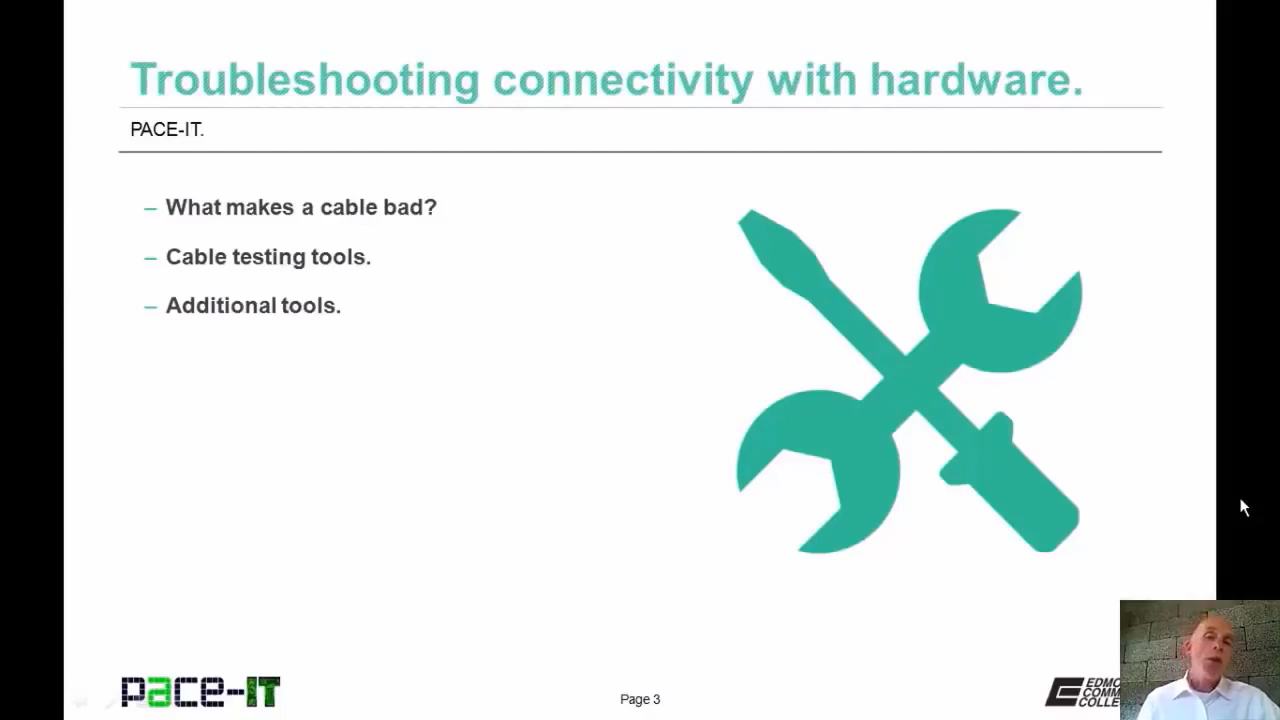 Troubleshooting connectivity with hardware.
PACE-IT.
– What makes a cable bad?
– Cable testing tools.
– Additional tools.
pace-IT
Page 3